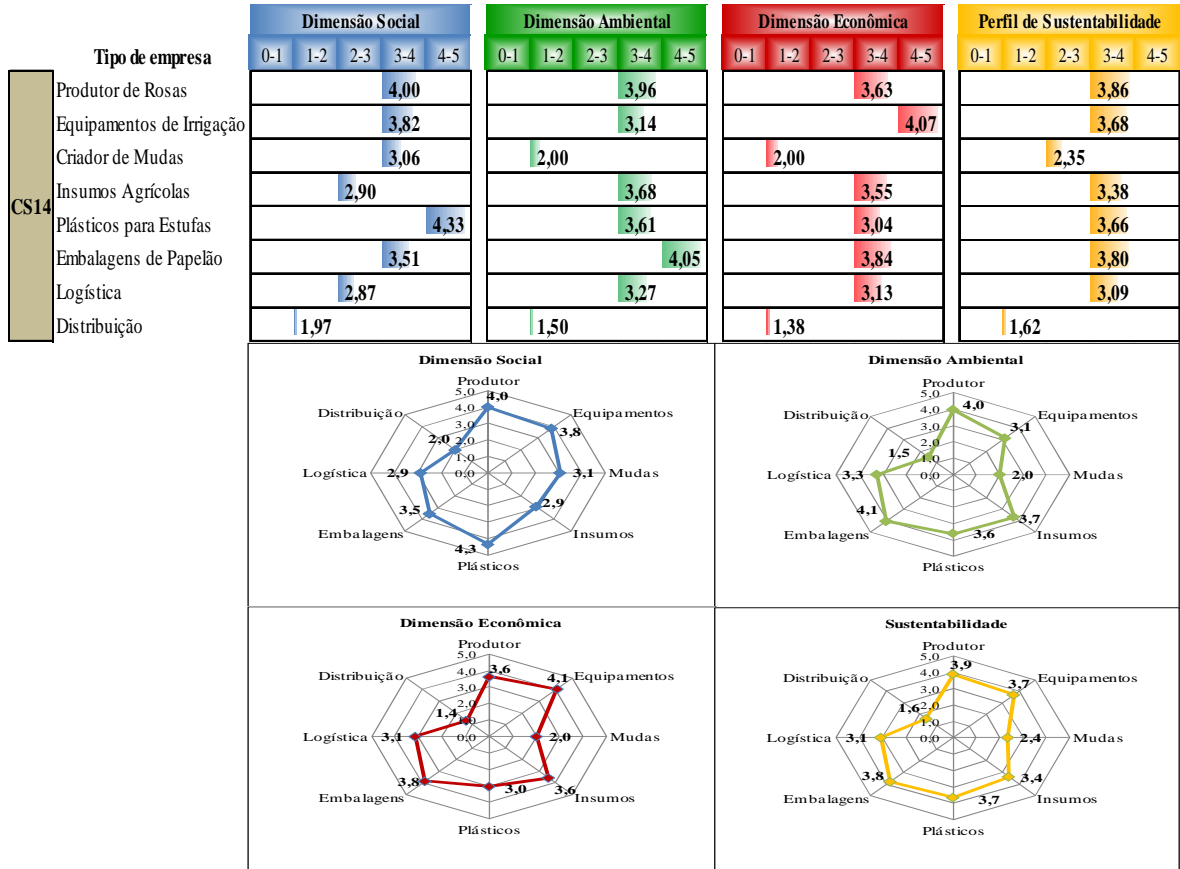 Dimensão Social Dimensão Ambiental Dimensão Econômica Perfil de Sustentabilidade
Tipo de empresa 0-1 1-2 2-3 3-4 4-5 0-1 1-2 2-3 3-4 4-5 0-1 1-2 2-3 3-4 4-5 0-1 1-2 2-3 3-4 4-5
CS14
Produtor de Rosas 4,00 3,96 3,63 3,86
Equipamentos de Irrigação 3,82 3,14 4,07 3,68
Criador de Mudas 3,06 2,00 2,00 2,35
Insumos Agrícolas 2,90 3,68 3,55 3,38
Plásticos para Estufas 4,33 3,61 3,04 3,66
Embalagens de Papelão 3,51 4,05 3,84 3,80
Logística 2,87 3,27 3,13 3,09
Distribuição 1,97 1,50 1,38 1,62
Dimensão Social
Produtor
5,0
4,0
4,0
3,0
2,0
1,0
0,0
Equipamentos
3,8
Mudas
3,1
Insumos
2,9
Plásticos
4,3
Embalagens
3,5
Logística
2,9
Distribuição
2,0
Dimensão Ambiental
Produtor
5,0
4,0
4,0
3,0
2,0
1,0
0,0
Equipamentos
3,1
Mudas
2,0
Insumos
3,7
Plásticos
3,6
Embalagens
4,1
Logística
3,3
Distribuição
1,5
Dimensão Econômica
Produtor
5,0
3,6
4,0
3,0
2,0
1,0
0,0
Equipamentos
4,1
Mudas
2,0
Insumos
3,6
Plásticos
3,0
Embalagens
3,8
Logística
3,1
Distribuição
1,4
Sustentabilidade
Produtor
5,0
3,9
4,0
3,0
2,0
1,0
0,0
Equipamentos
3,7
Mudas
2,4
Insumos
3,4
Plásticos
3,7
Embalagens
3,8
Logística
3,1
Distribuição
1,6